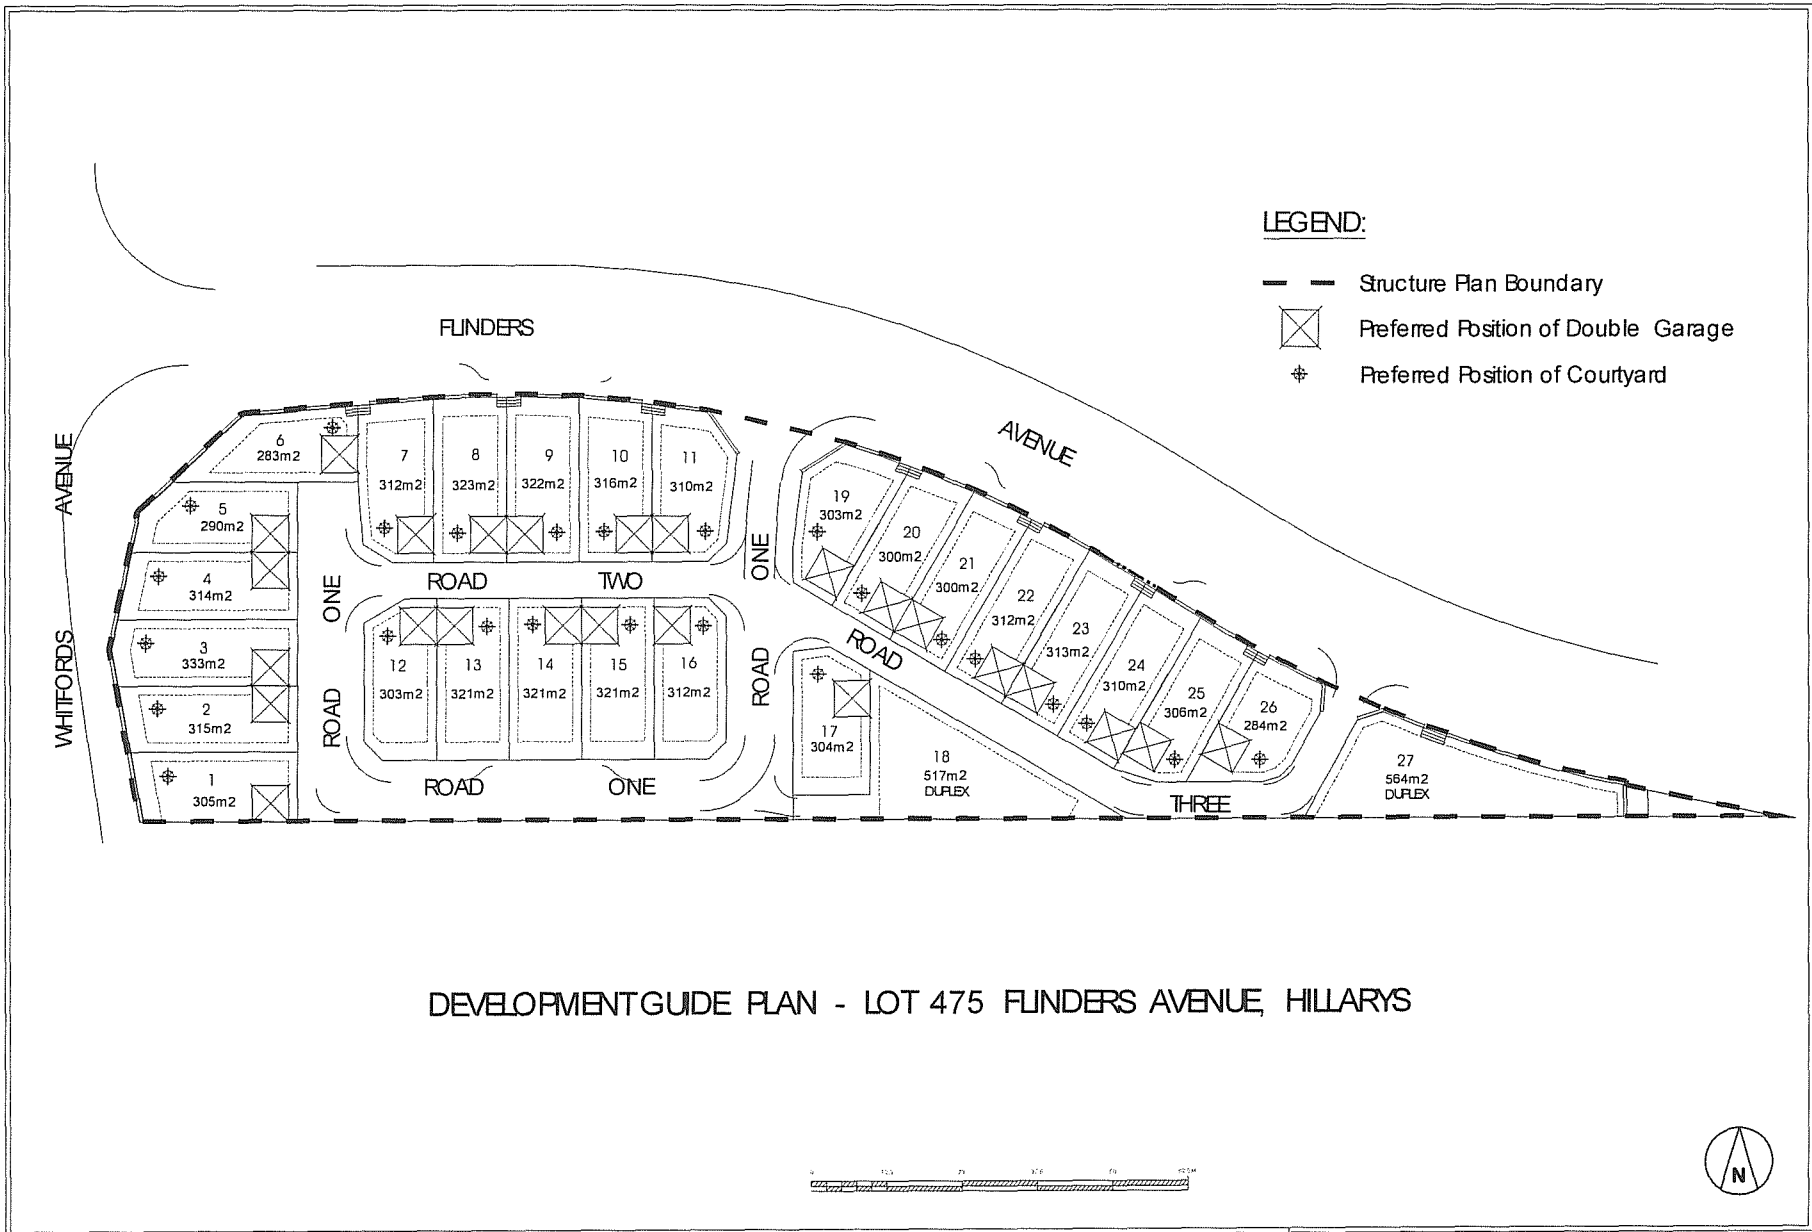 LEGEND:
Structure Plan Boundary
Preferred Position of Double Garage
Preferred Position of Courtyard
FLINDERS
AVENUE
WHITFORDS
AVENUE
6
283m2
7
312m2
8
323m2
9
322m2
10
316m2
11
310m2
5
290m2
4
314m2
3
333m2
2
315m2
1
305m2
ROAD
TWO
ONE
ROAD
ONE
ROAD
12
303m2
13
321m2
14
321m2
15
321m2
16
312m2
ROAD
ONE
19
303m2
20
300m2
21
300m2
22
312m2
23
313m2
24
310m2
25
306m2
26
284m2
ROAD
THREE
17
304m2
18
517m2
DUPLEX
27
564m2
DUPLEX
DEVELOPMENT GUIDE PLAN - LOT 475 FLINDERS AVENUE, HILLARYS
N